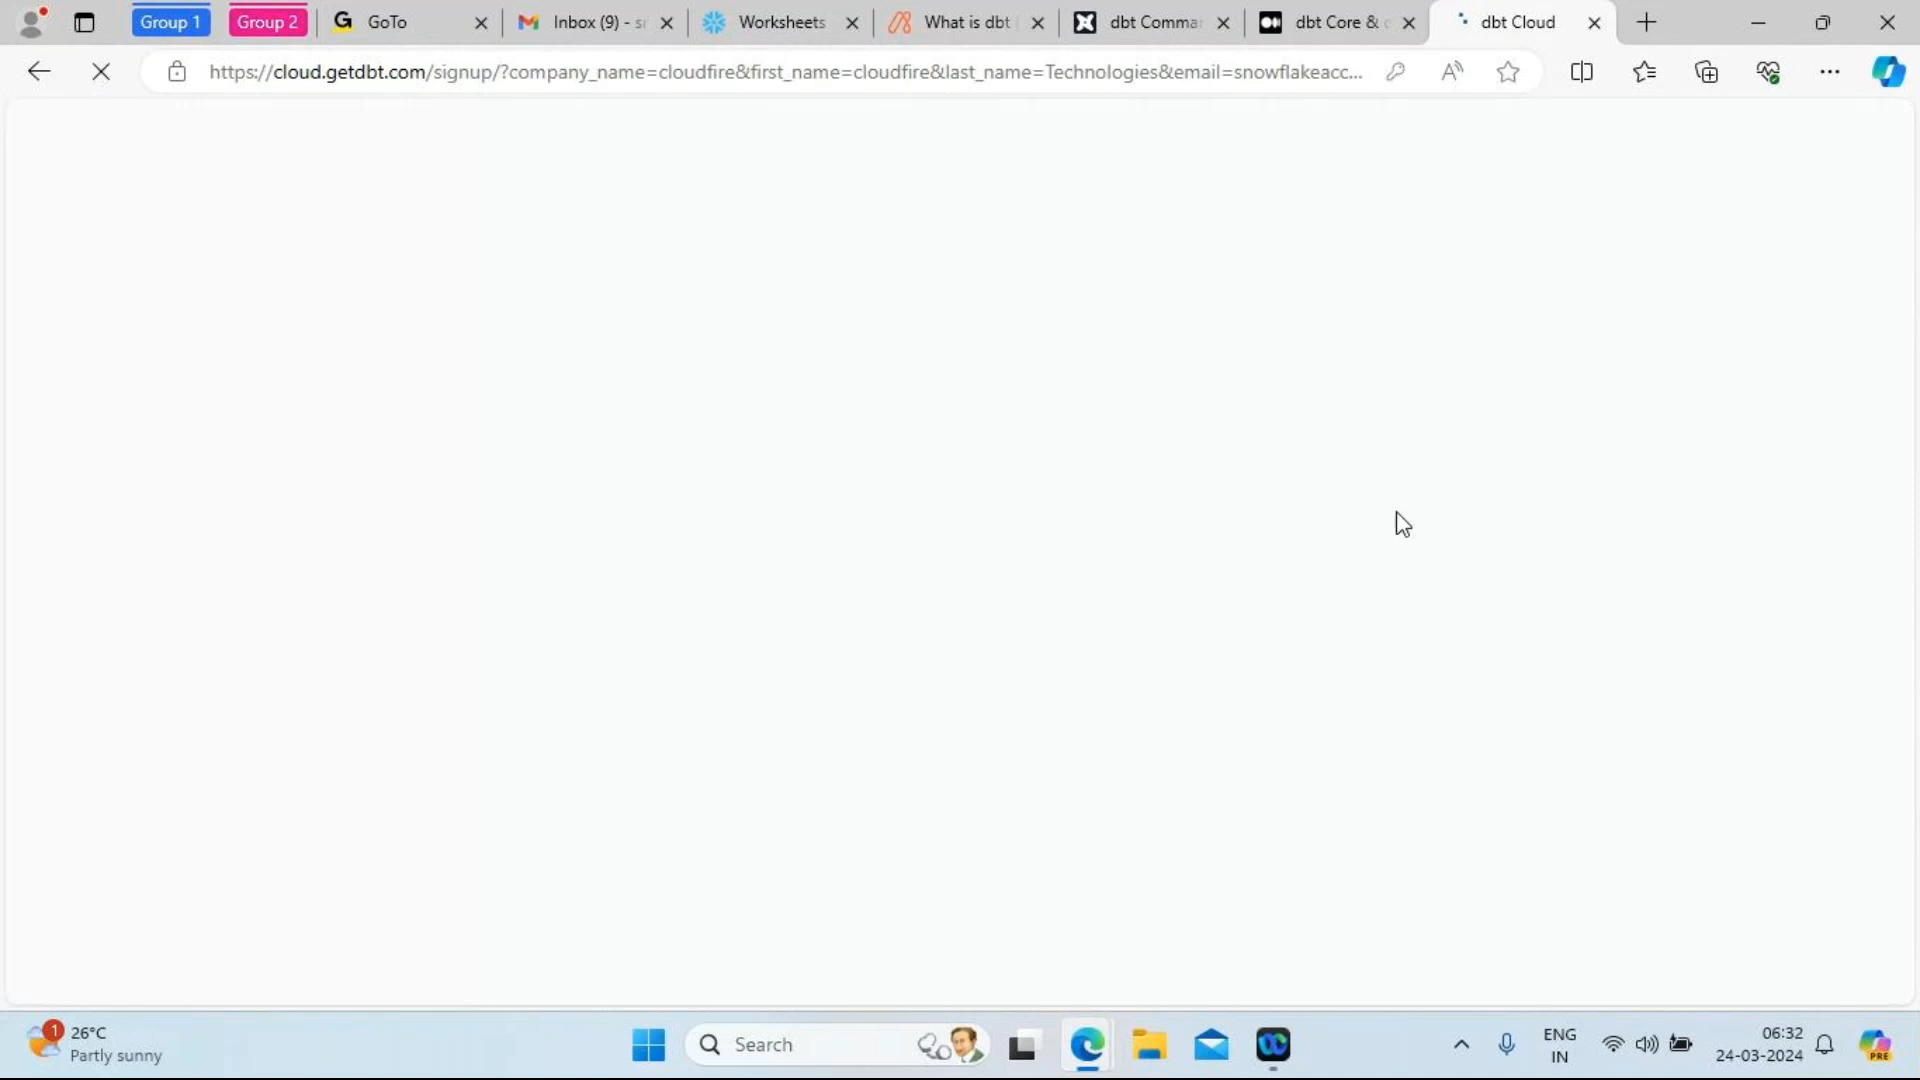 Group 1
Group 2
GoTo
Inbox (9) - s
Worksheets
What is dbt
dbt Comma
dbt Core &
dbt Cloud
https://cloud.getdbt.com/signup/?company_name=cloudfire&first_name=cloudfire&last_name=Technologies&email=snowflakeacc...
1
26°C
Partly sunny
Search
ENG
IN
06:32
24-03-2024
PRE